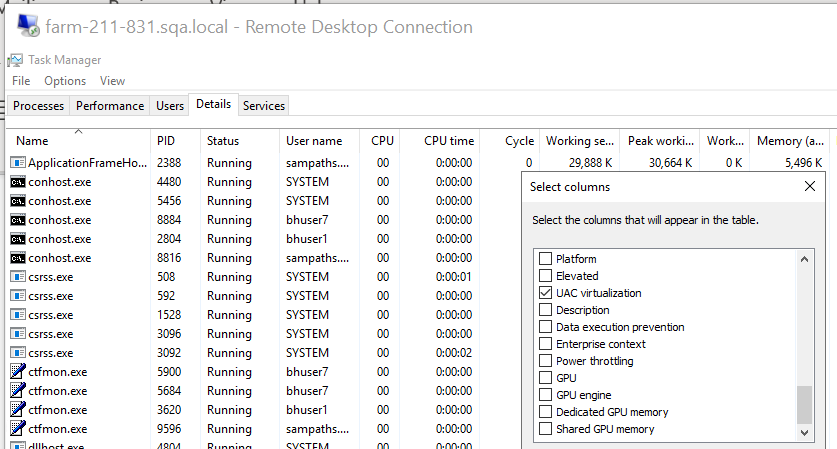 farm-211-831.sqa.local - Remote Desktop Connection
Task Manager
File Options View
Processes Performance Users Details Services
Name PID Status User name CPU CPU time Cycle Working se... Peak worki... Work... Memory (a...
ApplicationFrameHo... 2388 Running sampaths.... 00 0:00:00 0 29,888 K 30,664 K 0 K 5,496 K
conhost.exe 4480 Running SYSTEM 00 0:00:00
conhost.exe 5456 Running SYSTEM 00 0:00:00
conhost.exe 8884 Running bhuser7 00 0:00:00
conhost.exe 2804 Running bhuser1 00 0:00:00
conhost.exe 8816 Running sampaths.... 00 0:00:00
csrss.exe 508 Running SYSTEM 00 0:00:01
csrss.exe 592 Running SYSTEM 00 0:00:00
csrss.exe 1528 Running SYSTEM 00 0:00:00
csrss.exe 3096 Running SYSTEM 00 0:00:00
csrss.exe 3092 Running SYSTEM 00 0:00:02
ctfmon.exe 5900 Running bhuser7 00 0:00:00
ctfmon.exe 5684 Running bhuser7 00 0:00:00
ctfmon.exe 3620 Running bhuser1 00 0:00:00
ctfmon.exe 9596 Running sampaths.... 00 0:00:00
dllhost.exe 4804 Running SYSTEM 00 0:00:00
Select columns
Select the columns that will appear in the table.
Platform
Elevated
UAC virtualization
Description
Data execution prevention
Enterprise context
Power throttling
GPU
GPU engine
Dedicated GPU memory
Shared GPU memory